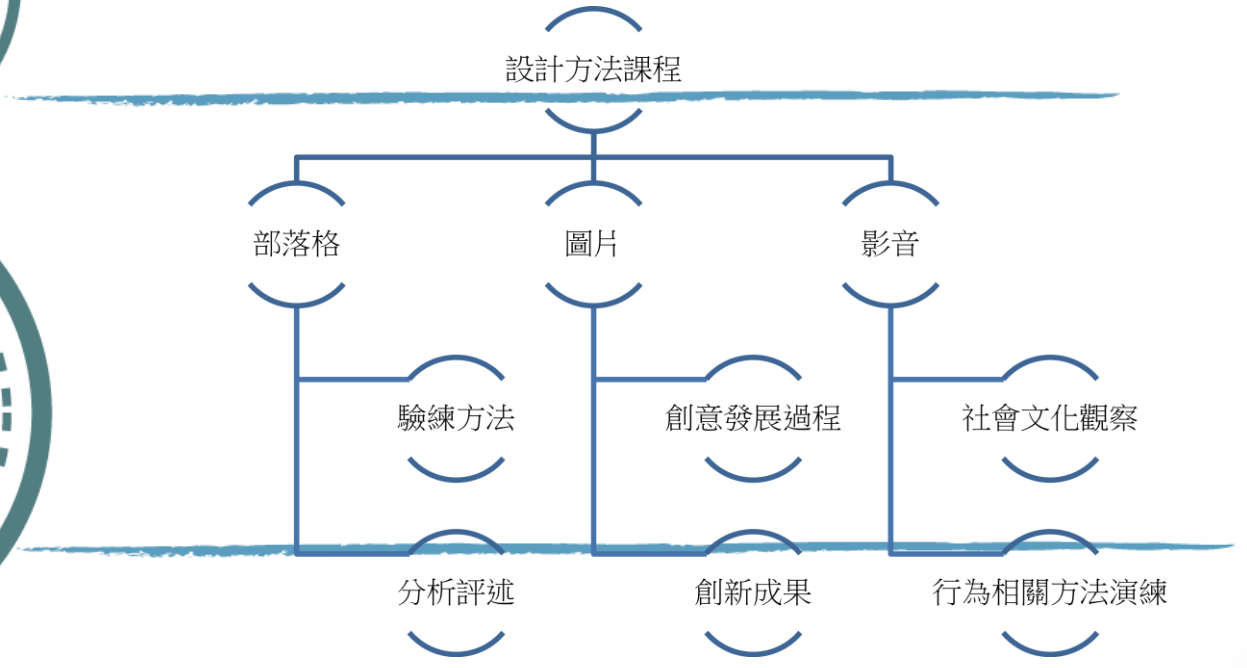 設計方法課程
部落格
圖片
影音
驗練方法
創意發展過程
社會文化觀察
分析評述
創新成果
行為相關方法演練